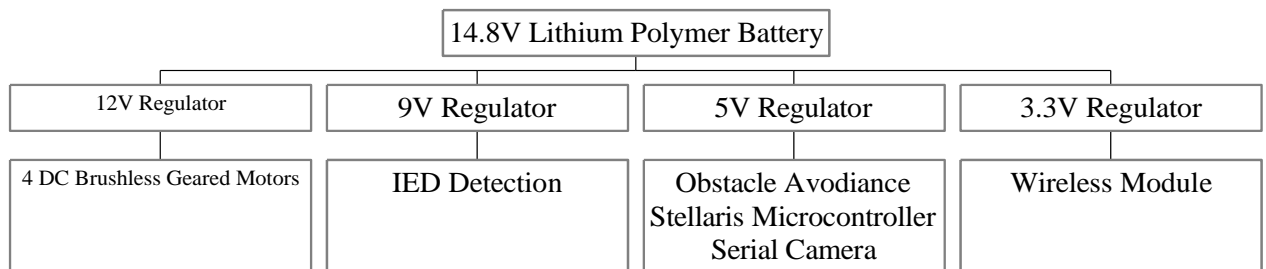 14.8V Lithium Polymer Battery
12V Regulator
9V Regulator
5V Regulator
3.3V Regulator
4 DC Brushless Geared Motors
IED Detection
Obstacle Avodiance
Stellaris Microcontroller
Serial Camera
Wireless Module